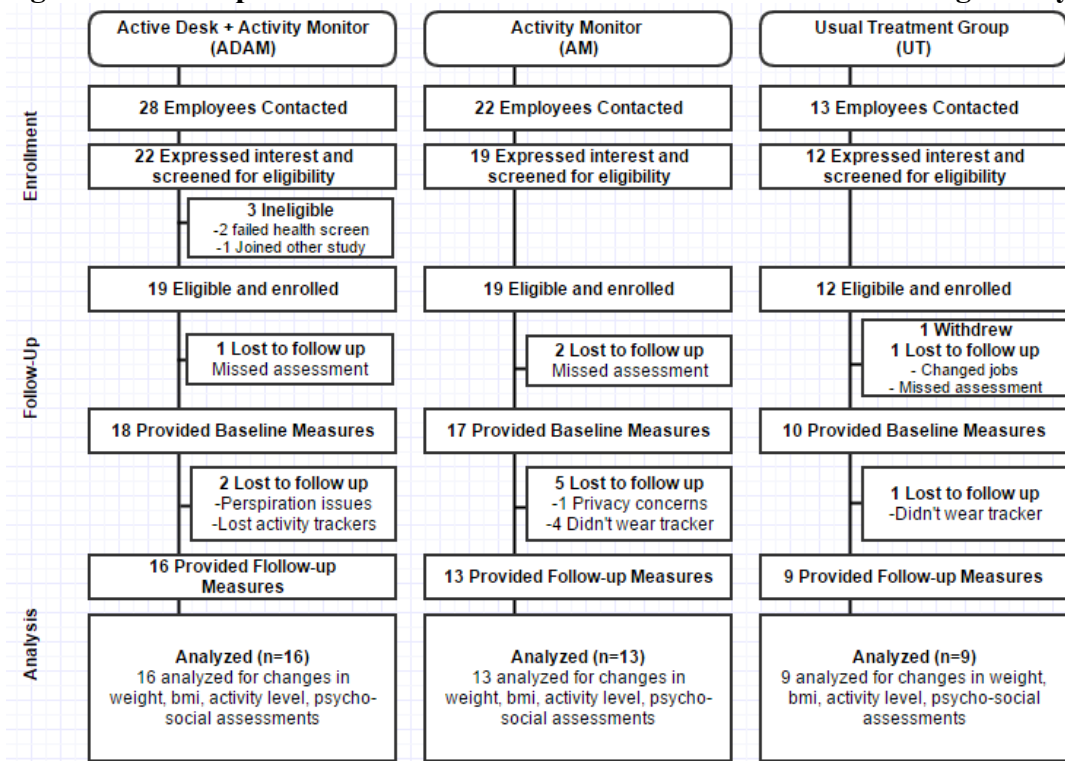 Active Desk + Activity Monitor
(ADAM)
28 Employees Contacted
22 Expressed interest and
screened for eligibility
3 Ineligible
-2 failed health screen
-1 Joined other study
19 Eligible and enrolled
1 Lost to follow up
Missed assessment
18 Provided Baseline Measures
2 Lost to follow up
-Perspiration issues
-Lost activity trackers
16 Provided Flollow-up
Measures
Analyzed (n=16)
16 analyzed for changes in
weight, bmi, activity level, psycho-
social assessments
Activity Monitor
(AM)
22 Employees Contacted
19 Expressed interest and
screened for eligibility
19 Eligible and enrolled
2 Lost to follow up
Missed assessment
17 Provided Baseline Measures
5 Lost to follow up
-1 Privacy concerns
-4 Didn't wear tracker
13 Provided Follow-up Measures
Analyzed (n=13)
13 analyzed for changes in
weight, bmi, activity level, psycho-
social assessments
Usual Treatment Group
(UT)
13 Employees Contacted
12 Expressed interest and
screened for eligibility
12 Eligibile and enrolled
1 Withdrew
1 Lost to follow up
- Changed jobs
- Missed assessment
10 Provided Baseline Measures
1 Lost to follow up
-Didn't wear tracker
9 Provided Follow-up Measures
Analyzed (n=9)
9 analyzed for changes in weight,
bmi, activity level, psycho-social
assessments
Enrollment
Follow-Up
Analysis